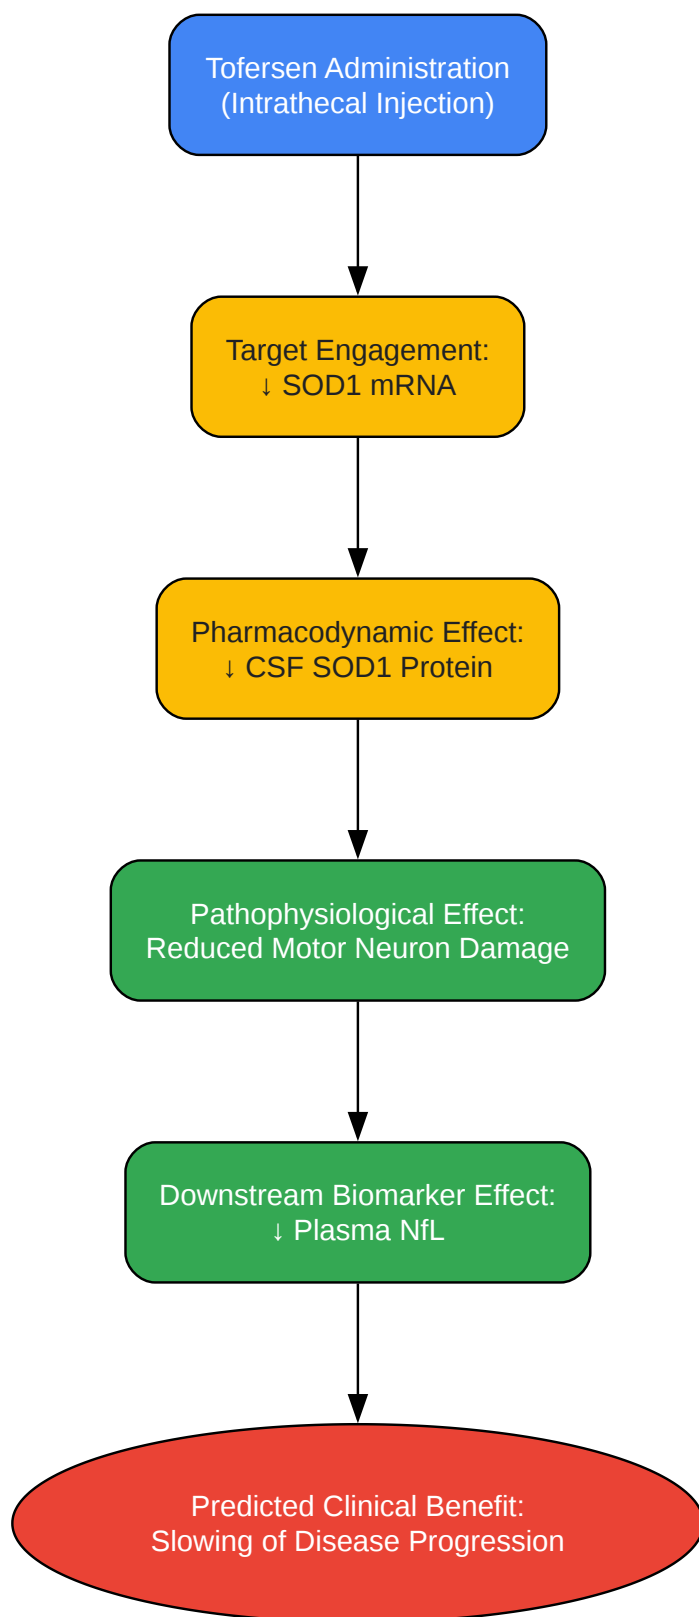 Tofersen Administration
(Intrathecal Injection)
Target Engagement:
↓ SOD1 mRNA
Pharmacodynamic Effect:
↓ CSF SOD1 Protein
Pathophysiological Effect:
Reduced Motor Neuron Damage
Downstream Biomarker Effect:
↓ Plasma NfL
Predicted Clinical Benefit:
Slowing of Disease Progression